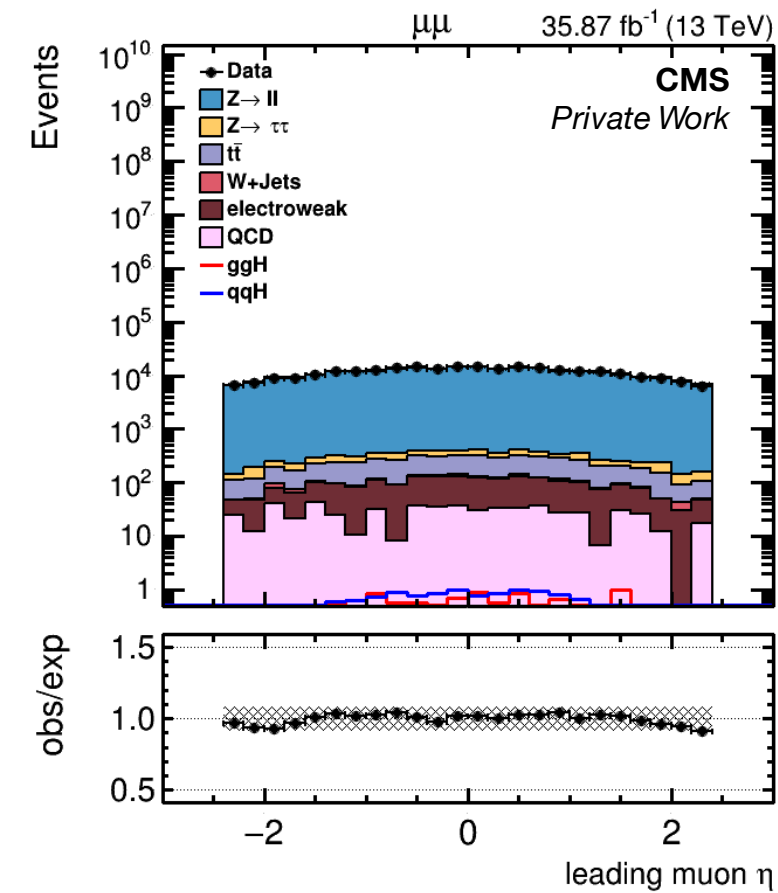 μμ 35.87 fb⁻¹ (13 TeV)
Events
10¹⁰
10⁹
10⁸
10⁷
10⁶
10⁵
10⁴
10³
10²
10
1
Data
Z→ ll
Z→ ττ
tt̄
W+Jets
electroweak
QCD
ggH
qqH
CMS
Private Work
obs/exp
1.5
1.0
0.5
−2 0 2
leading muon η